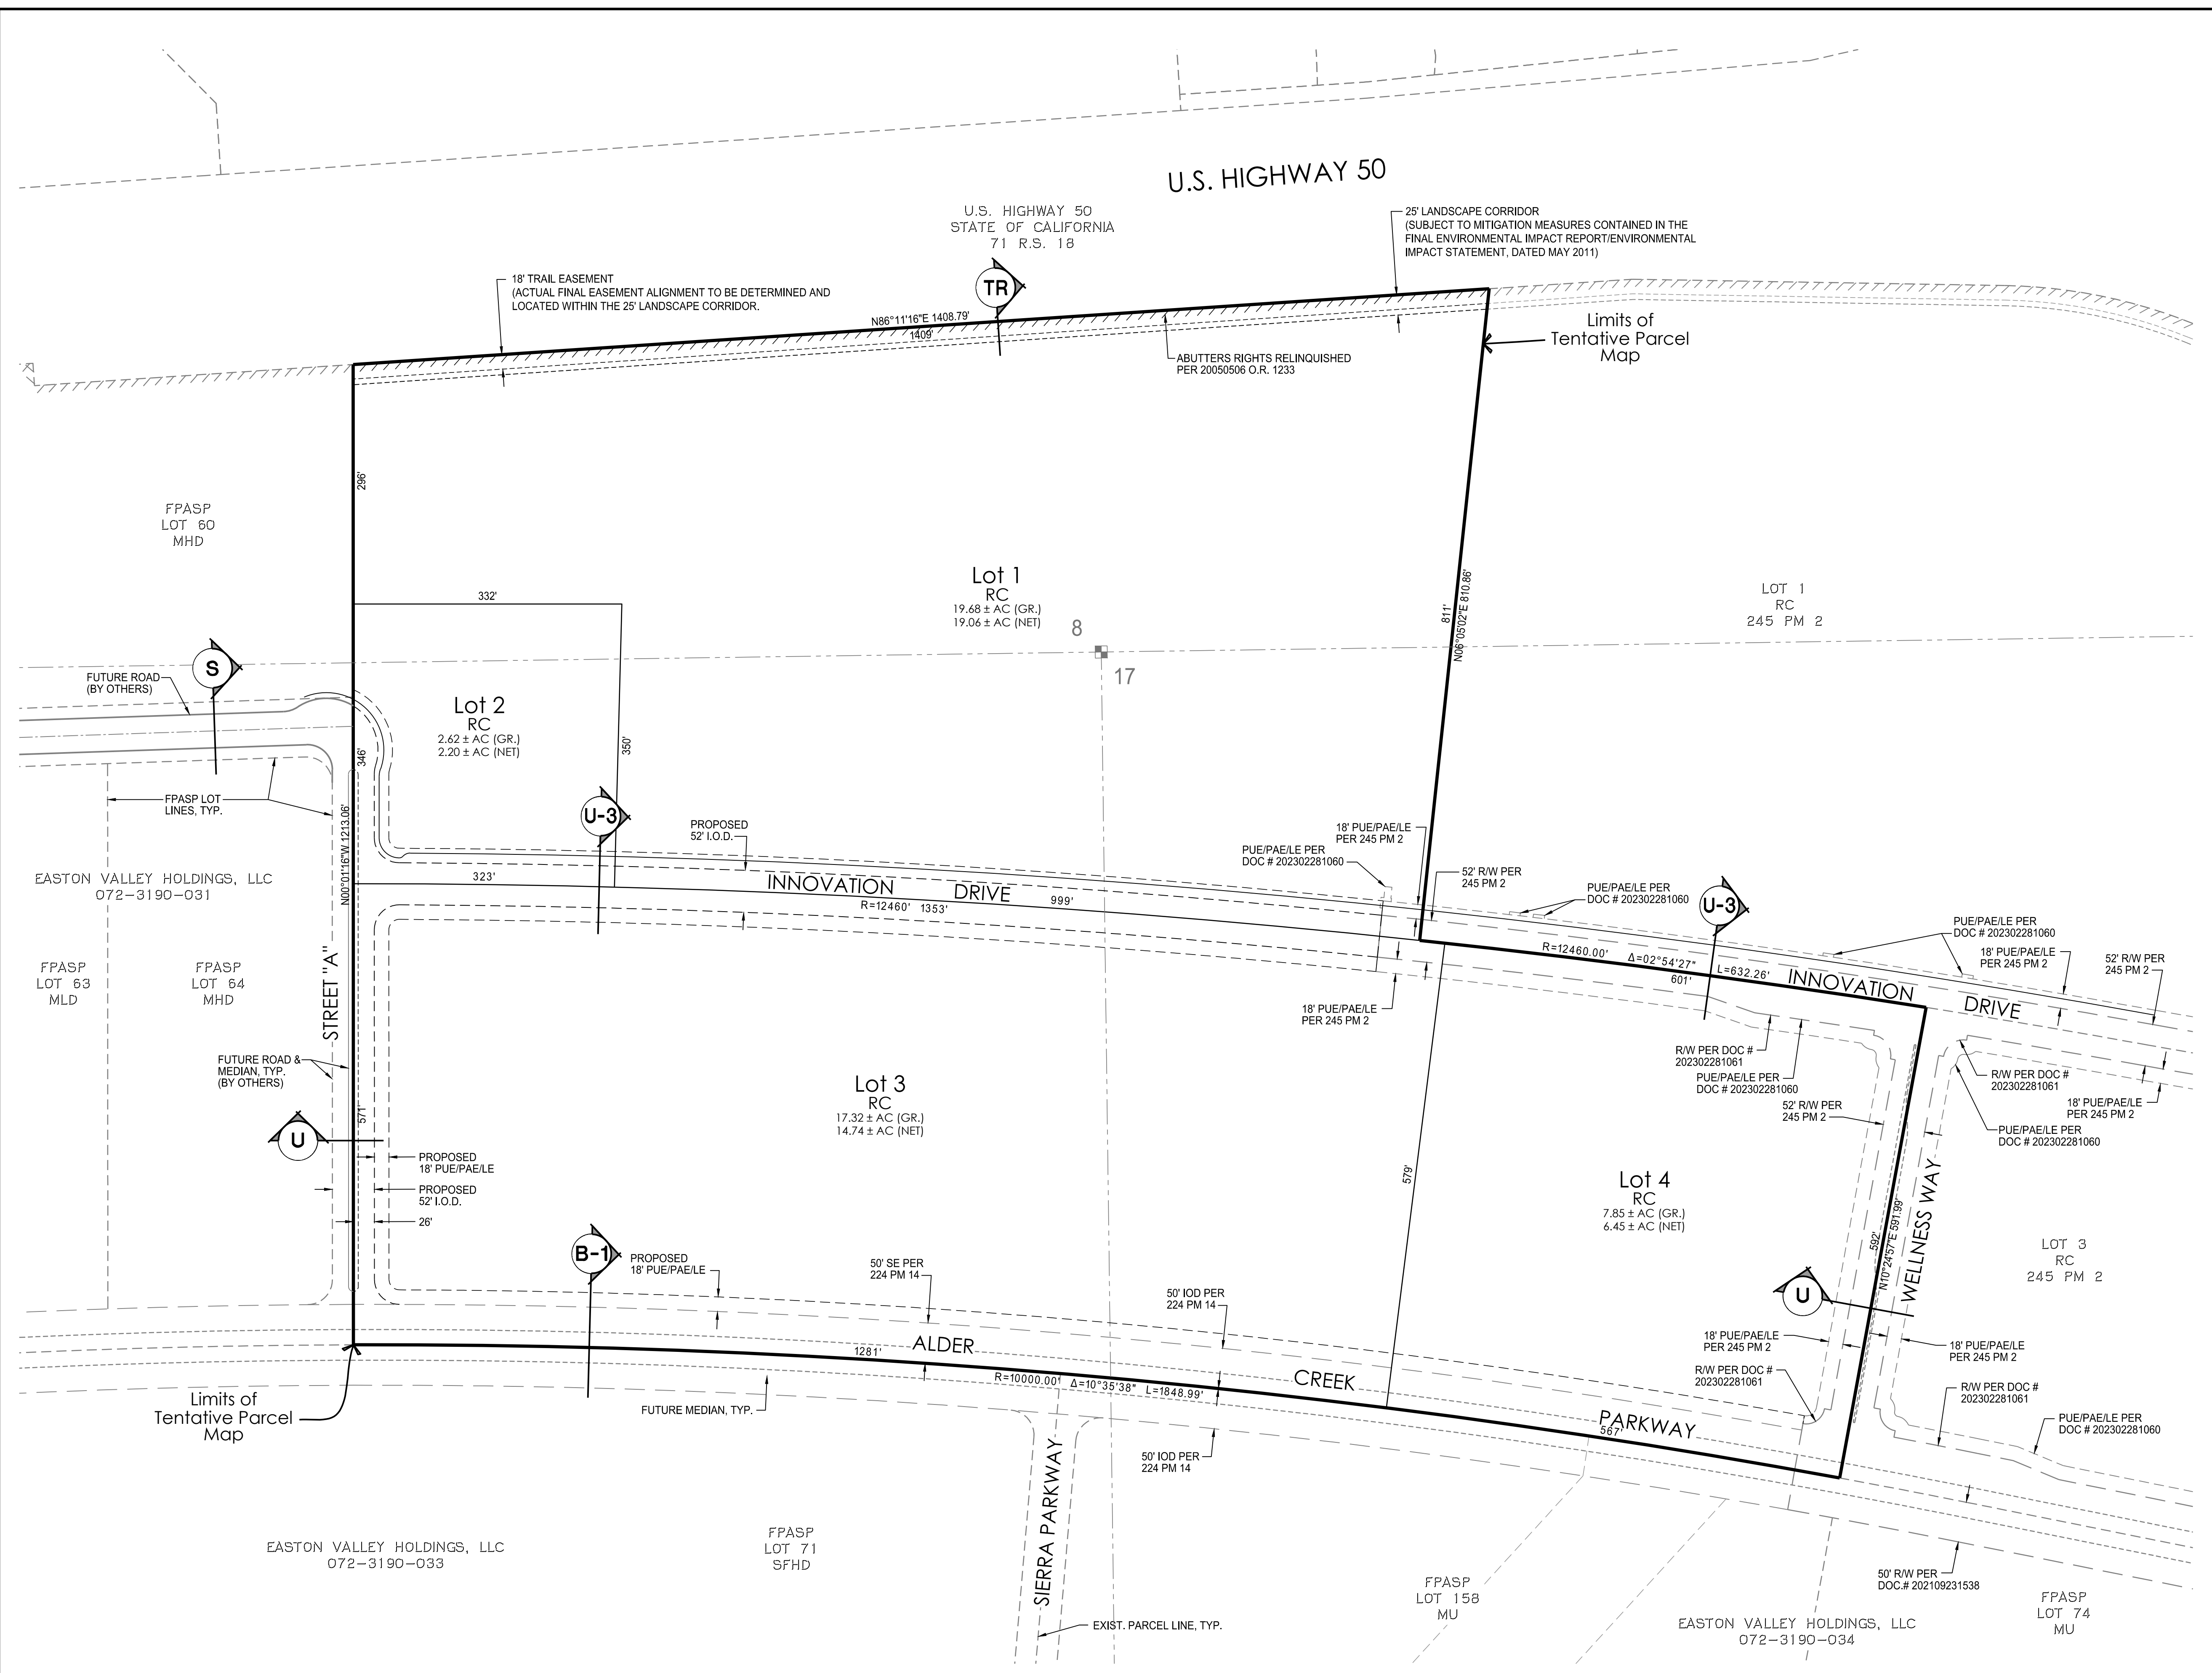 U.S. HIGHWAY 50
U.S. HIGHWAY 50
STATE OF CALIFORNIA
71 R.S. 18
25' LANDSCAPE CORRIDOR
(SUBJECT TO MITIGATION MEASURES CONTAINED IN THE
FINAL ENVIRONMENTAL IMPACT REPORT/ENVIRONMENTAL
IMPACT STATEMENT, DATED MAY 2011)
18' TRAIL EASEMENT
(ACTUAL FINAL EASEMENT ALIGNMENT TO BE DETERMINED AND
LOCATED WITHIN THE 25' LANDSCAPE CORRIDOR.
TR
N86°11'16"E 1408.79'
1409'
Limits of
Tentative Parcel
Map
ABUTTERS RIGHTS RELINQUISHED
PER 20050506 O.R. 1233
296'
FPASP
LOT 60
MHD
332'
Lot 1
RC
19.68 ± AC (GR.)
19.06 ± AC (NET)
811'
N06°05'02"E 810.86'
LOT 1
RC
245 PM 2
8
17
S
FUTURE ROAD
(BY OTHERS)
Lot 2
RC
2.62 ± AC (GR.)
2.20 ± AC (NET)
346'
350'
FPASP LOT
LINES, TYP.
N00°01'16"W 1213.06'
U-3
PROPOSED
52' I.O.D.
18' PUE/PAE/LE
PER 245 PM 2
PUE/PAE/LE PER
DOC # 202302281060
52' R/W PER
245 PM 2
PUE/PAE/LE PER
DOC # 202302281060
U-3
PUE/PAE/LE PER
DOC # 202302281060
18' PUE/PAE/LE
PER 245 PM 2
52' R/W PER
245 PM 2
EASTON VALLEY HOLDINGS, LLC
072-3190-031
323'
INNOVATION DRIVE
999'
R=12460' 1353'
R=12460.00' Δ=02°54'27" L=632.26'
601'
INNOVATION DRIVE
FPASP
LOT 63
MLD
FPASP
LOT 64
MHD
STREET "A"
18' PUE/PAE/LE
PER 245 PM 2
FUTURE ROAD &
MEDIAN, TYP.
(BY OTHERS)
571'
Lot 3
RC
17.32 ± AC (GR.)
14.74 ± AC (NET)
R/W PER DOC #
202302281061
PUE/PAE/LE PER
DOC # 202302281060
52' R/W PER
245 PM 2
R/W PER DOC #
202302281061
18' PUE/PAE/LE
PER 245 PM 2
PUE/PAE/LE PER
DOC # 202302281060
U
PROPOSED
18' PUE/PAE/LE
PROPOSED
52' I.O.D.
26'
579'
Lot 4
RC
7.85 ± AC (GR.)
6.45 ± AC (NET)
592'
N10°24'57"E 591.99'
WELLNESS WAY
LOT 3
RC
245 PM 2
B-1
PROPOSED
18' PUE/PAE/LE
50' SE PER
224 PM 14
50' IOD PER
224 PM 14
U
18' PUE/PAE/LE
PER 245 PM 2
18' PUE/PAE/LE
PER 245 PM 2
R/W PER DOC #
202302281061
R/W PER DOC #
202302281061
PUE/PAE/LE PER
DOC # 202302281060
ALDER CREEK PARKWAY
1281'
R=10000.00' Δ=10°35'38" L=1848.99'
567'
Limits of
Tentative Parcel
Map
FUTURE MEDIAN, TYP.
50' IOD PER
224 PM 14
SIERRA PARKWAY
EASTON VALLEY HOLDINGS, LLC
072-3190-033
FPASP
LOT 71
SFHD
EXIST. PARCEL LINE, TYP.
FPASP
LOT 158
MU
50' R/W PER
DOC.# 202109231538
EASTON VALLEY HOLDINGS, LLC
072-3190-034
FPASP
LOT 74
MU